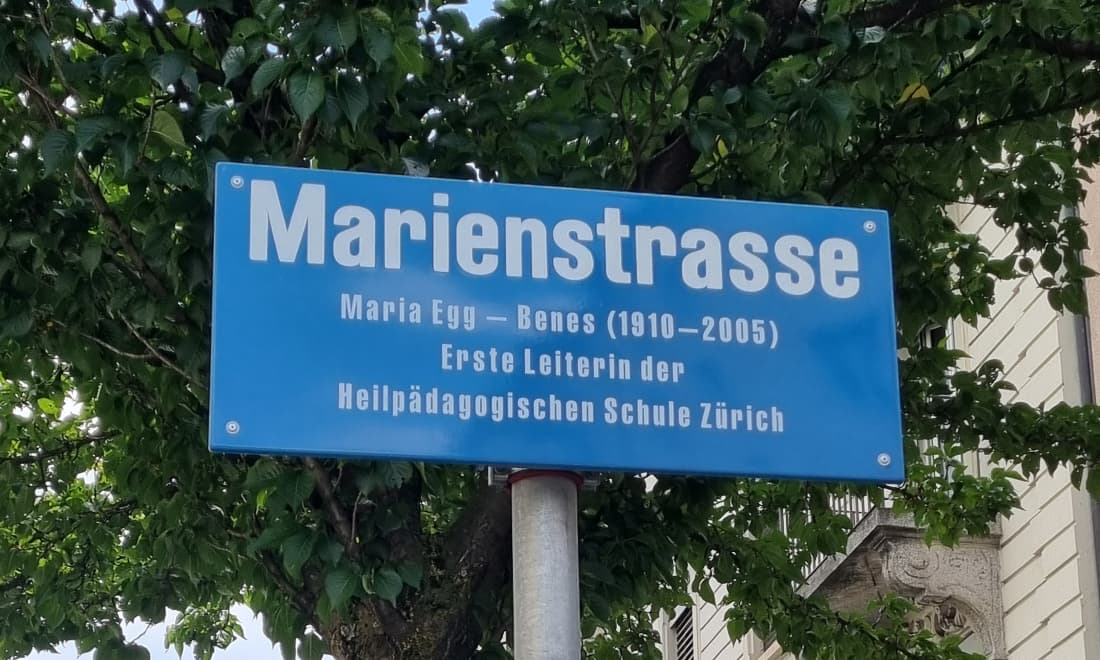 Marienstrasse
Maria Egg – Benes (1910–2005)
Erste Leiterin der
Heilpädagogischen Schule Zürich